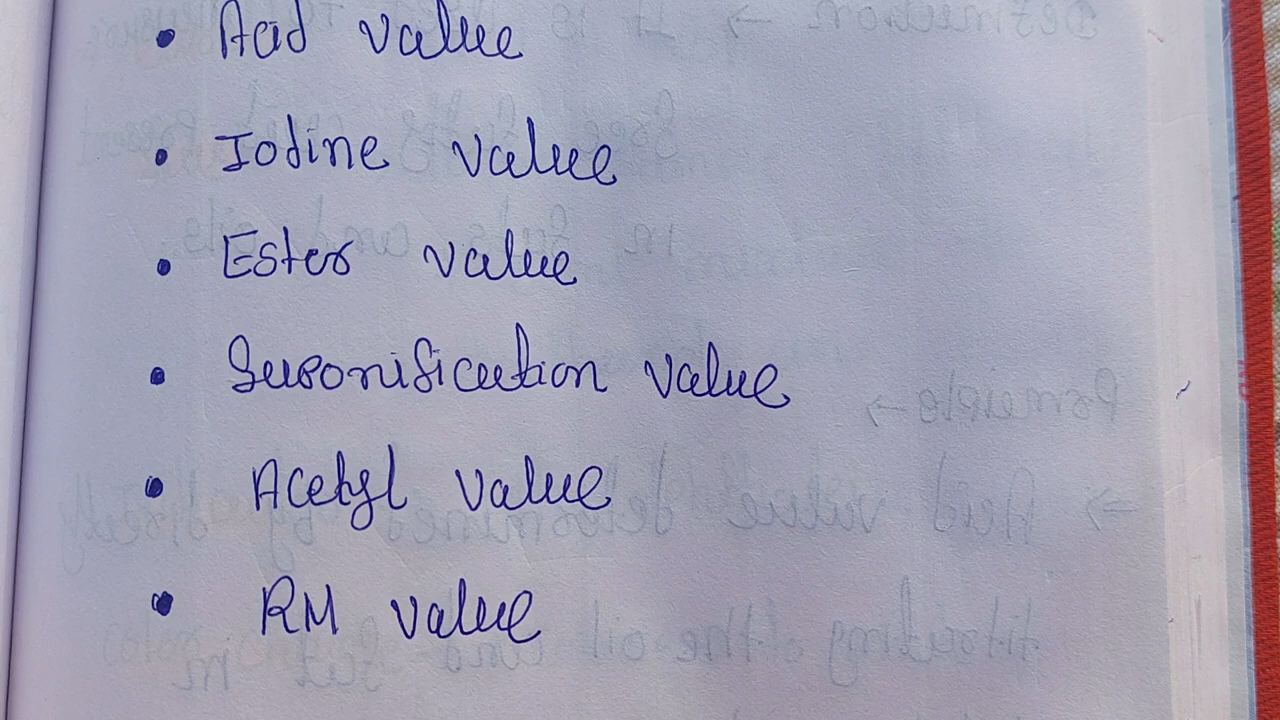 • Acid value
• Iodine value
• Ester value
• Saponification value
• Acetyl value
• RM value